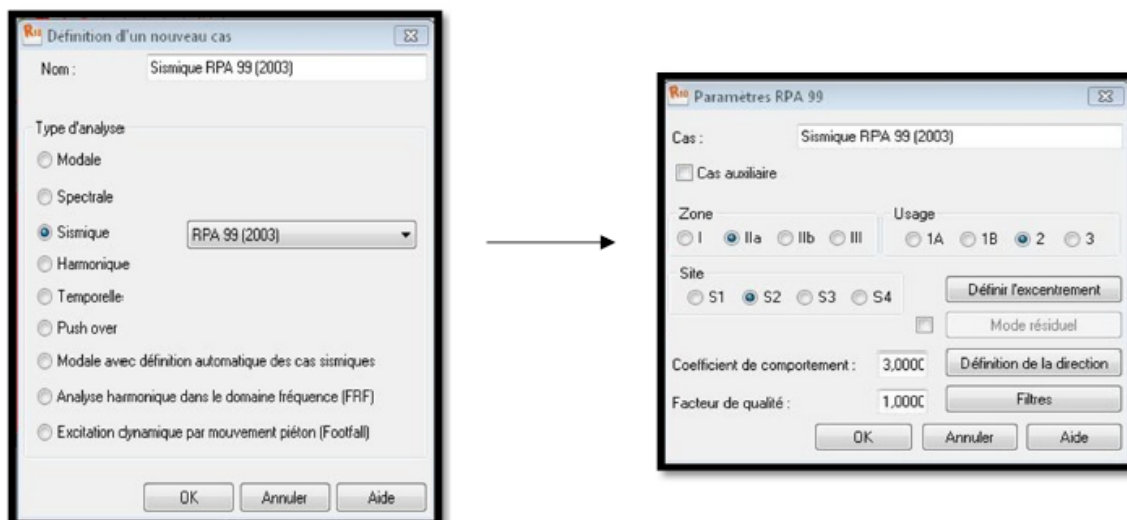 Définition dl'un nouveau cas
Nom :
Sismique RPA 99 (2003)
Type d'analyse
Modale
Spectrale
Sismique
RPA 99 (2003)
Harmonique
Temporelle
Push over
Modale avec définition automatique des cas sismiques
Analyse harmonique dans le domaine fréquence (FRF)
Excitation dynamique par mouvement piéton (Footfall)
OK
Annuler
Aide
Paramètres RPA 99
Cas :
Sismique RPA 99 (2003)
Cas auxiliaire
Zone
I IIa IIb III
Usage
1A 1B 2 3
Site
S1 S2 S3 S4
Définir l'excentrement
Mode résiduel
Coefficient de comportement :
3,0000
Définition de la direction
Facteur de qualité :
1,0000
Filtres
OK
Annuler
Aide